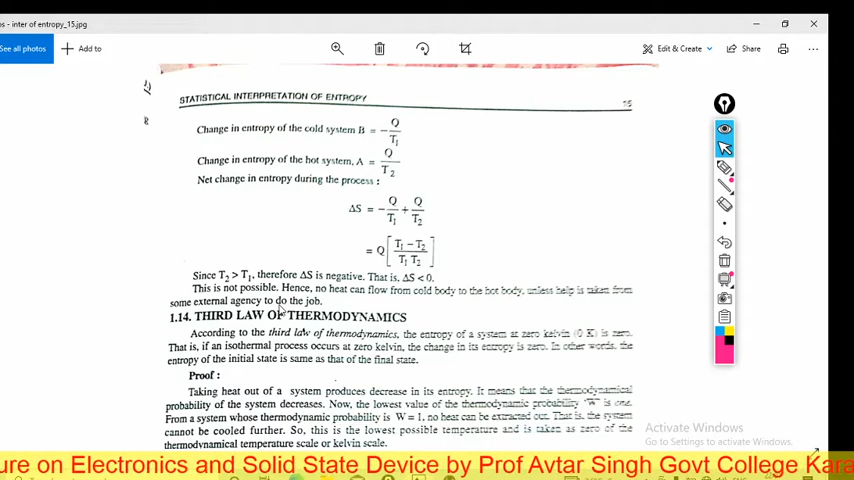 os - inter of entropy_15.jpg
See all photos
Add to
Edit & Create
Share
STATISTICAL INTERPRETATION OF ENTROPY 15
Change in entropy of the cold system B = -Q/T1
Change in entropy of the hot system, A = Q/T2
Net change in entropy during the process :
ΔS = -Q/T1 + Q/T2
= Q[T1 - T2 / T1 T2]
Since T2 > T1, therefore ΔS is negative. That is, ΔS < 0.
This is not possible. Hence, no heat can flow from cold body to the hot body, unless help is taken from
some external agency to do the job.
1.14. THIRD LAW OF THERMODYNAMICS
According to the third law of thermodynamics, the entropy of a system at zero kelvin (0 K) is zero.
That is, if an isothermal process occurs at zero kelvin, the change in its entropy is zero. In other words, the
entropy of the initial state is same as that of the final state.
Proof :
Taking heat out of a system produces decrease in its entropy. It means that the thermodynamical
probability of the system decreases. Now, the lowest value of the thermodynamic probability "W" is one.
From a system whose thermodynamic probability is W = 1, no heat can be extracted out. That is, the system
cannot be cooled further. So, this is the lowest possible temperature and is taken as zero of the
thermodynamical temperature scale or kelvin scale.
Activate Windows
Go to Settings to activate Windows.
ure on Electronics and Solid State Device by Prof Avtar Singh Govt College Kara